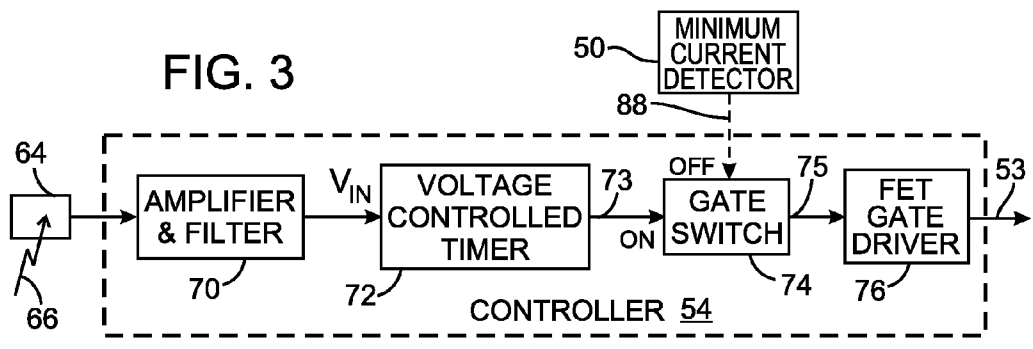 FIG. 3
50
MINIMUM
CURRENT
DETECTOR
88
64
66
AMPLIFIER
& FILTER
70
VIN
VOLTAGE
CONTROLLED
TIMER
72
73
ON
OFF
GATE
SWITCH
74
75
FET
GATE
DRIVER
76
53
CONTROLLER 54